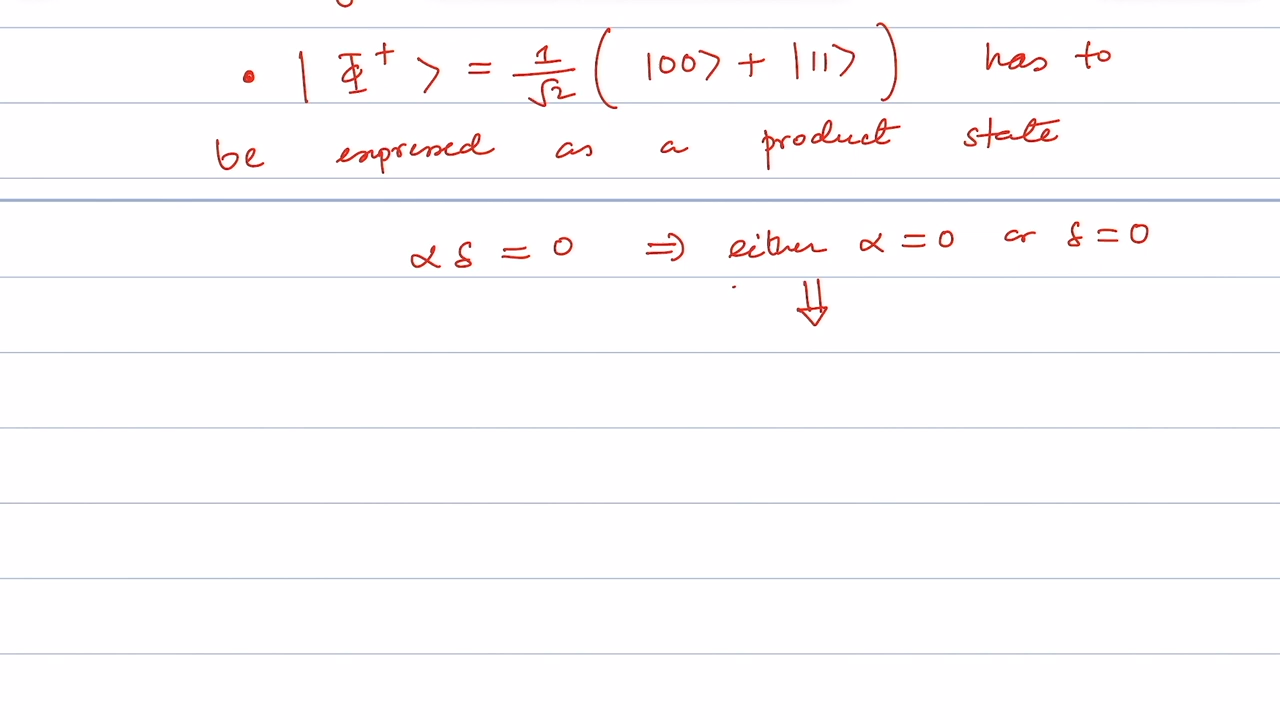 • |Φ⁺⟩ = 1/√2 ( |00⟩ + |11⟩ ) has to
be expressed as a product state
αδ = 0 ⇒ either α = 0 or δ = 0
⇓